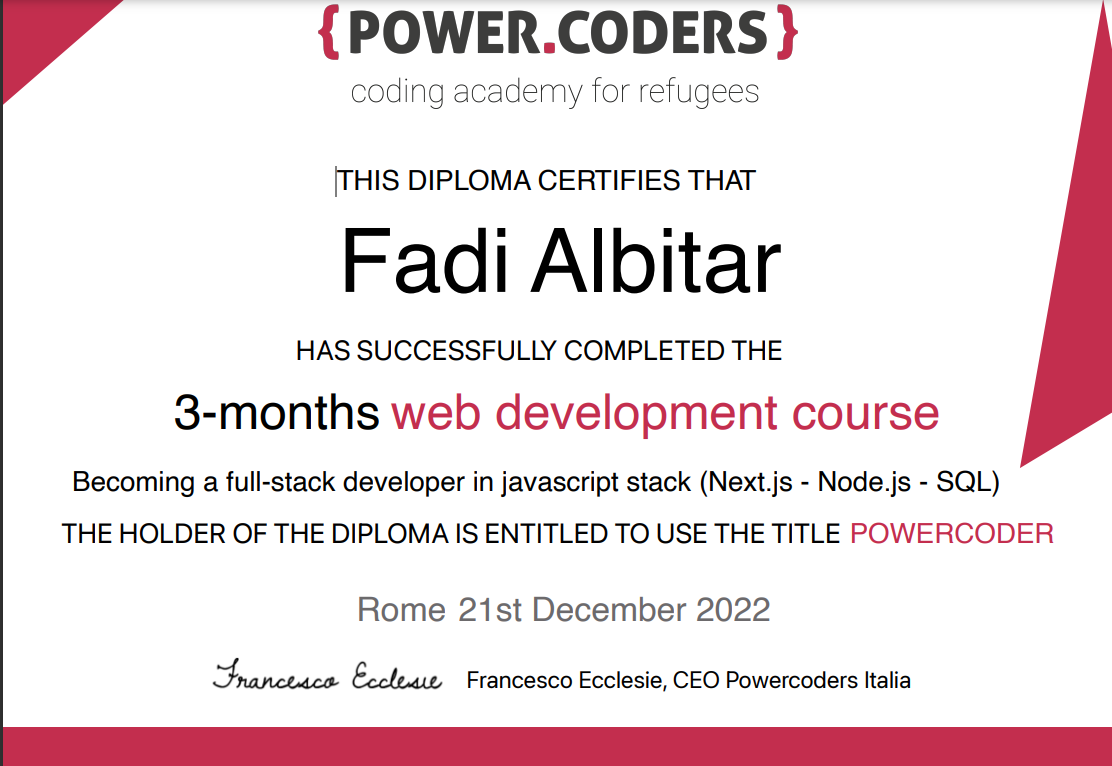 {POWER.CODERS}
coding academy for refugees
THIS DIPLOMA CERTIFIES THAT
Fadi Albitar
HAS SUCCESSFULLY COMPLETED THE
3-months web development course
Becoming a full-stack developer in javascript stack (Next.js - Node.js - SQL)
THE HOLDER OF THE DIPLOMA IS ENTITLED TO USE THE TITLE POWERCODER
Rome 21st December 2022
Francesco Ecclesie Francesco Ecclesie, CEO Powercoders Italia